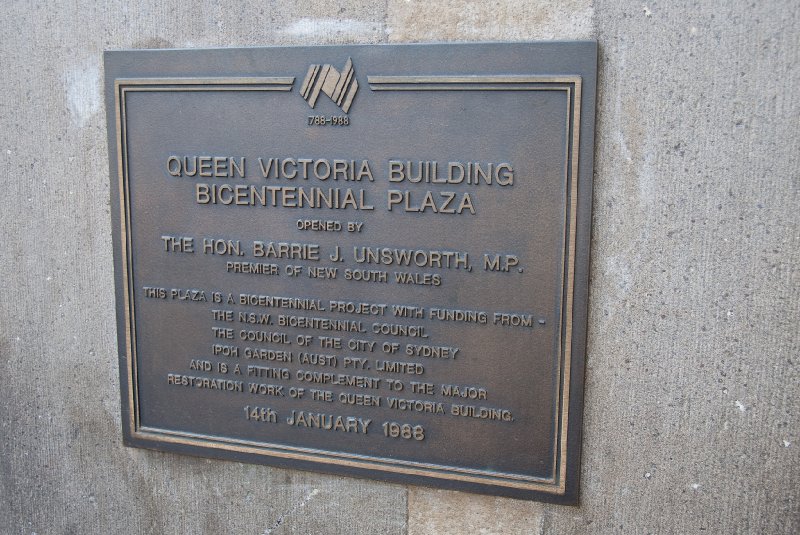 1788-1988
QUEEN VICTORIA BUILDING
BICENTENNIAL PLAZA
OPENED BY
THE HON. BARRIE J. UNSWORTH, M.P.
PREMIER OF NEW SOUTH WALES
THIS PLAZA IS A BICENTENNIAL PROJECT WITH FUNDING FROM -
THE N.S.W. BICENTENNIAL COUNCIL
THE COUNCIL OF THE CITY OF SYDNEY
IPOH GARDEN (AUST) PTY. LIMITED
AND IS A FITTING COMPLEMENT TO THE MAJOR
RESTORATION WORK OF THE QUEEN VICTORIA BUILDING.
14th JANUARY 1988